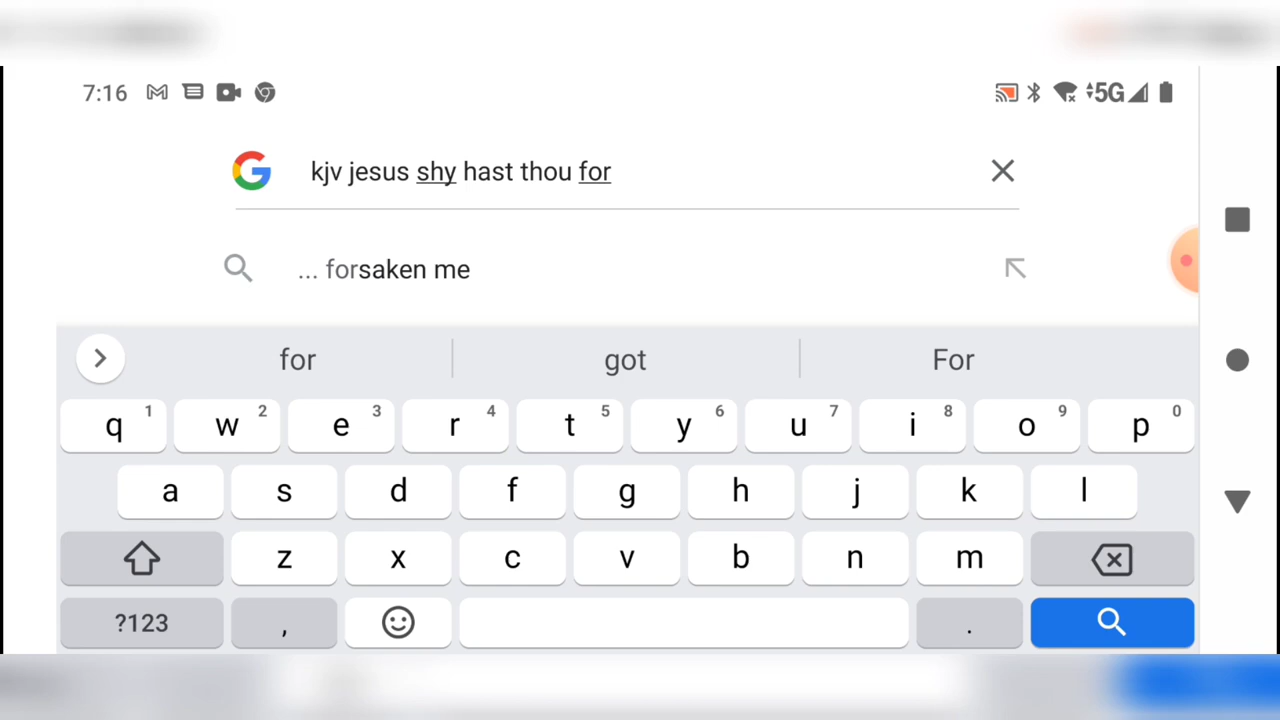 7:16 5G
kjv jesus shy hast thou for
... forsaken me
for got For
q 1 w 2 e 3 r 4 t 5 y 6 u 7 i 8 o 9 p 0
a s d f g h j k l
z x c v b n m
?123 , .